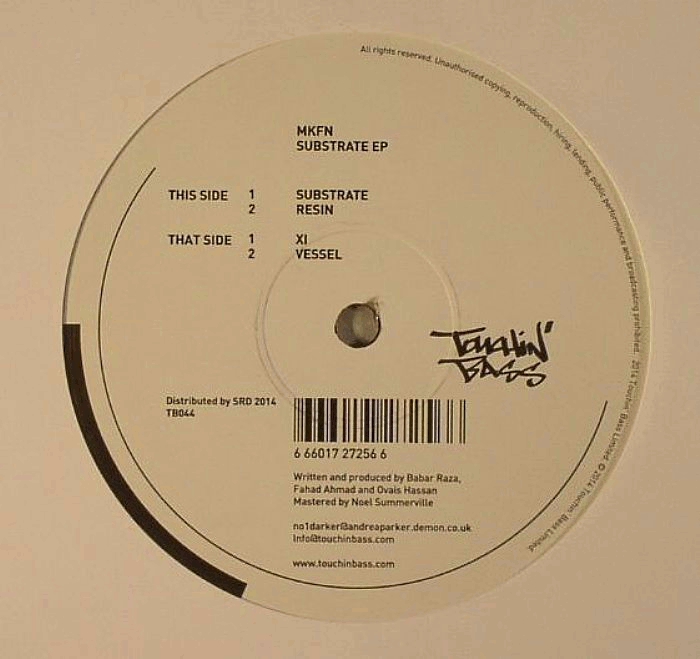 All rights reserved. Unauthorised copying, reproduction, hiring, lending, public performance and broadcasting prohibited. 2014 Touchin' Bass Limited. © 2014 Touchin' Bass Limited
MKFN
SUBSTRATE EP
THIS SIDE 1 SUBSTRATE
2 RESIN
THAT SIDE 1 XI
2 VESSEL
Touchin'
BASS
Distributed by SRD 2014
TB044
6 66017 27256 6
Written and produced by Babar Raza,
Fahad Ahmad and Ovais Hassan
Mastered by Noel Summerville
no1darker@andreaparker.demon.co.uk
Info@touchinbass.com
www.touchinbass.com